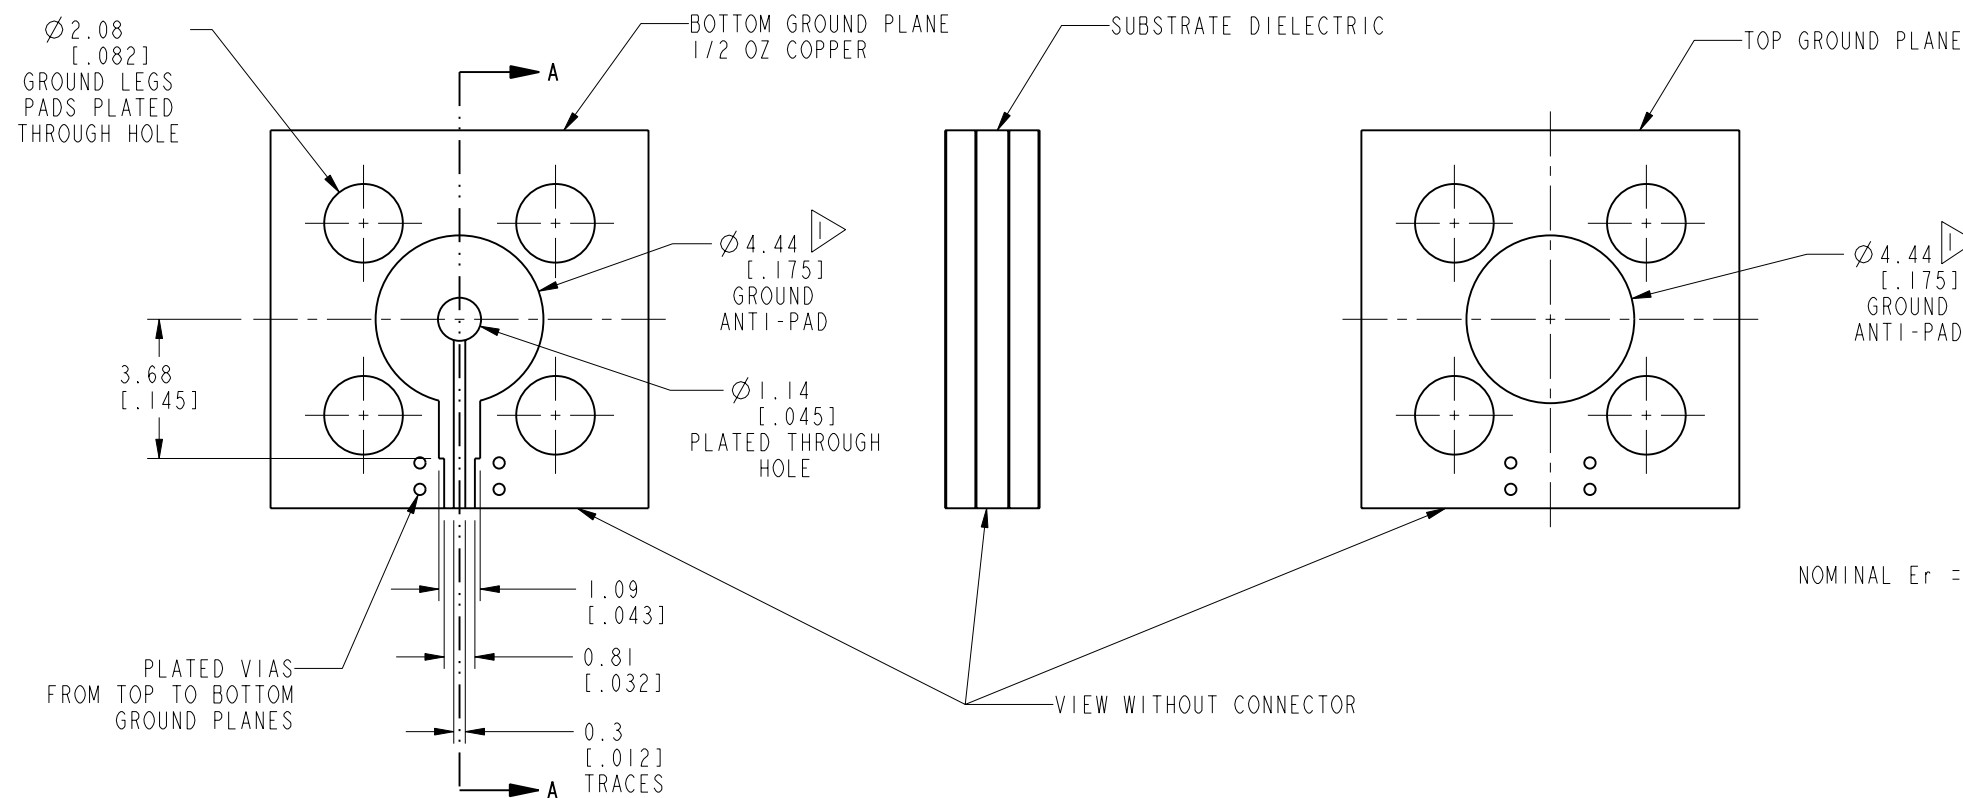 Ø2.08
[.082]
GROUND LEGS
PADS PLATED
THROUGH HOLE
BOTTOM GROUND PLANE
1/2 OZ COPPER
SUBSTRATE DIELECTRIC
TOP GROUND PLANE
A
Ø4.44 1
[.175]
GROUND
ANTI-PAD
Ø4.44 1
[.175]
GROUND
ANTI-PAD
3.68
[.145]
Ø1.14
[.045]
PLATED THROUGH
HOLE
NOMINAL Er =
1.09
[.043]
0.81
[.032]
PLATED VIAS
FROM TOP TO BOTTOM
GROUND PLANES
VIEW WITHOUT CONNECTOR
0.3
[.012]
TRACES
A